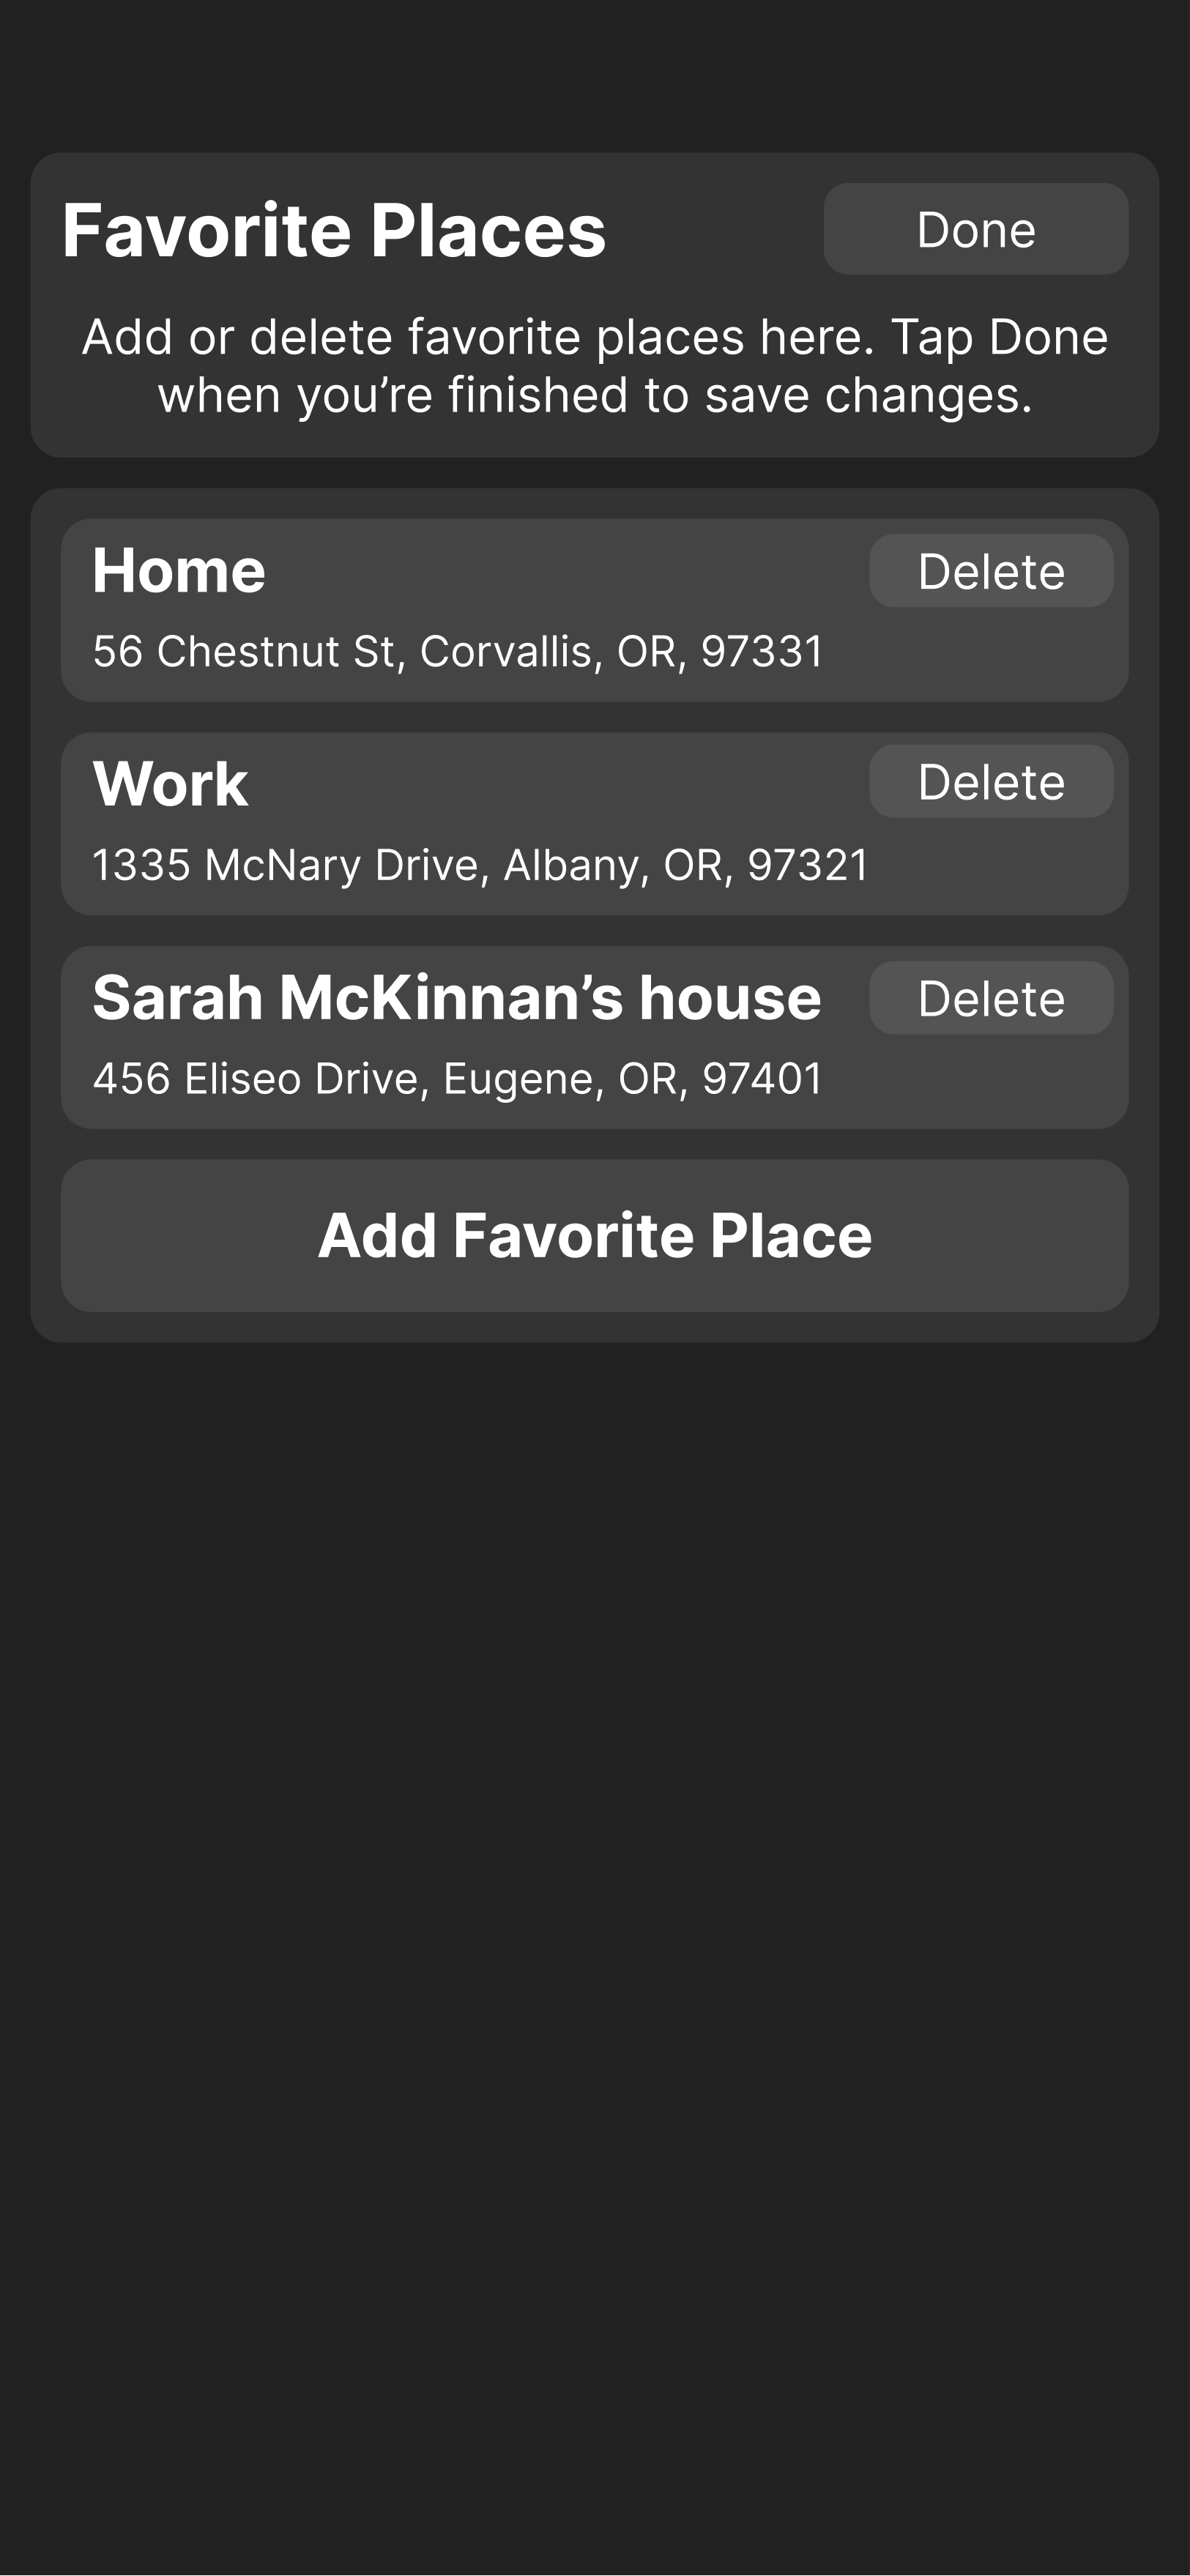 Favorite Places
Done
Add or delete favorite places here. Tap Done
when you’re finished to save changes.
Home
Delete
56 Chestnut St, Corvallis, OR, 97331
Work
Delete
1335 McNary Drive, Albany, OR, 97321
Sarah McKinnan’s house
Delete
456 Eliseo Drive, Eugene, OR, 97401
Add Favorite Place